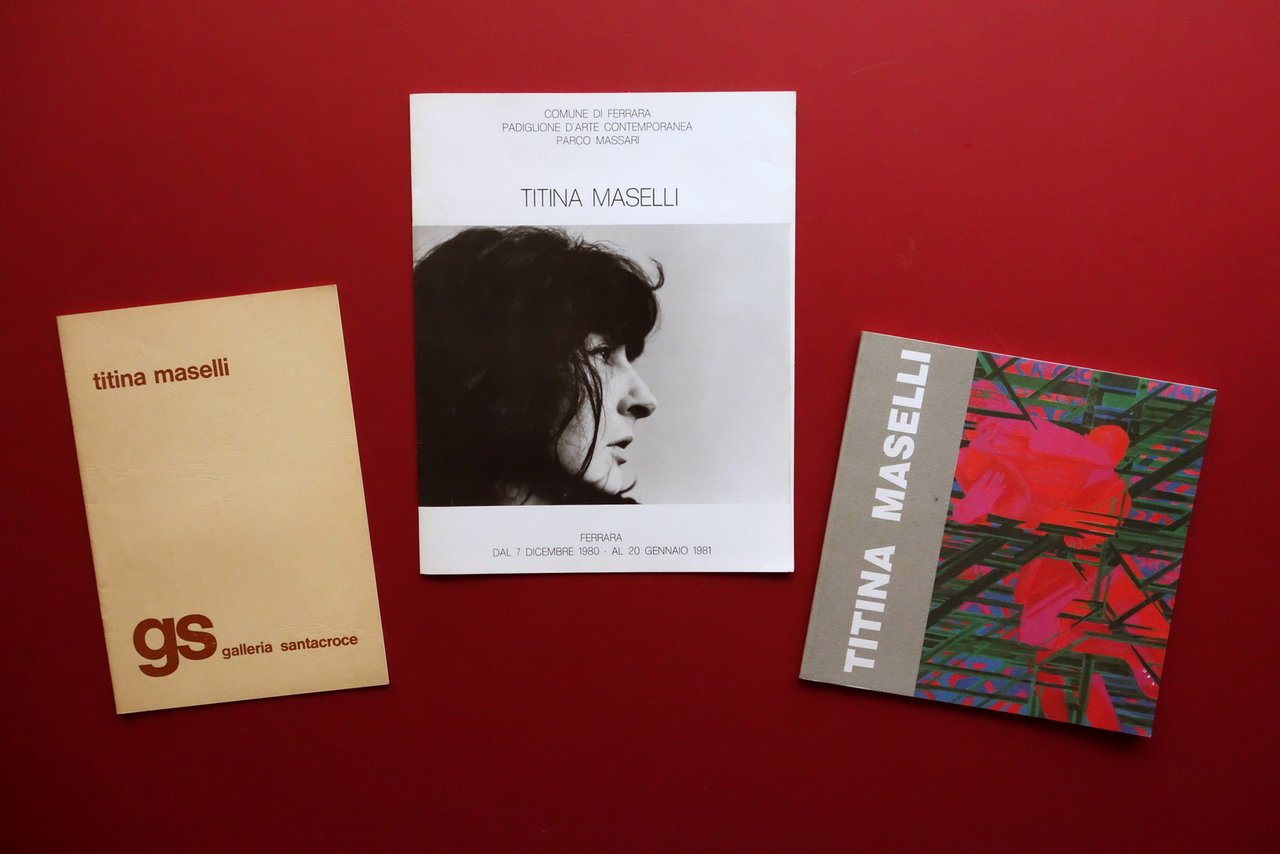 titina maselli
gs galleria santacroce
COMUNE DI FERRARA
PADIGLIONE D'ARTE CONTEMPORANEA
PARCO MASSARI
TITINA MASELLI
FERRARA
DAL 7 DICEMBRE 1980 - AL 20 GENNAIO 1981
TITINA MASELLI